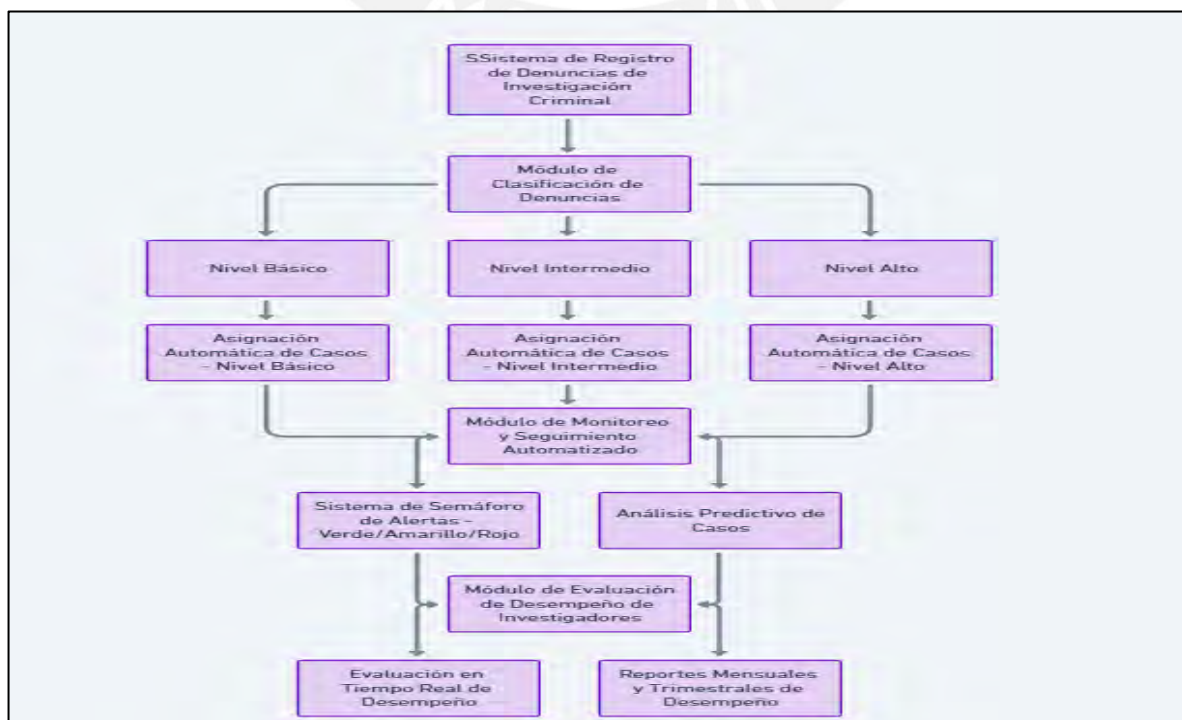 SSistema de Registro
de Denuncias de
Investigación
Criminal
Módulo de
Clasificación de
Denuncias
Nivel Básico
Nivel Intermedio
Nivel Alto
Asignación
Automática de Casos
- Nivel Básico
Asignación
Automática de Casos
- Nivel Intermedio
Asignación
Automática de Casos
- Nivel Alto
Módulo de Monitoreo
y Seguimiento
Automatizado
Sistema de Semáforo
de Alertas -
Verde/Amarillo/Rojo
Análisis Predictivo de
Casos
Módulo de Evaluación
de Desempeño de
Investigadores
Evaluación en
Tiempo Real de
Desempeño
Reportes Mensuales
y Trimestrales de
Desempeño